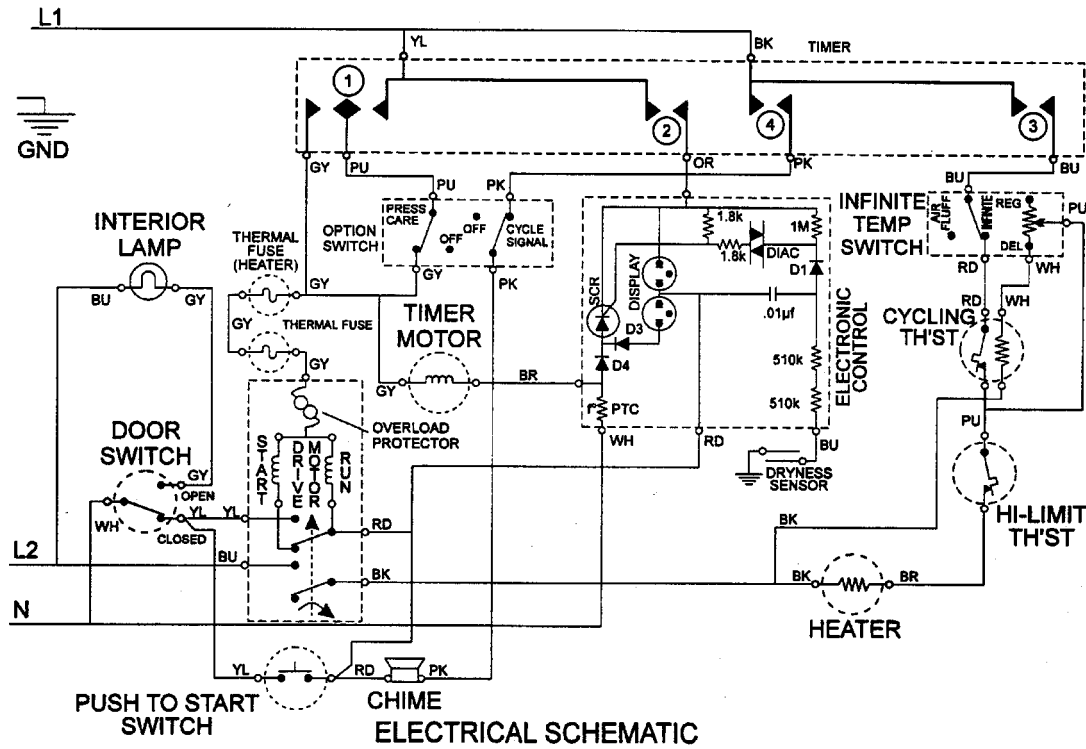 L1
YL
BK
TIMER
1
2
4
3
GND
GY
PU
OR
PK
BU
PU
PK
BU
BU
INTERIOR
LAMP
THERMAL
FUSE
(HEATER)
OPTION
SWITCH
PRESS
CARE
OFF
OFF
CYCLE
SIGNAL
GY
PK
1.8k
1M
1.8k
DIAC
D1
INFINITE
TEMP
SWITCH
AIR
FLUFF
INFINITE
REG
DEL
PU
RD
WH
BU
GY
GY
THERMAL FUSE
GY
TIMER
MOTOR
GY
BR
SCR
DISPLAY
D3
D4
.01µf
510k
510k
PTC
ELECTRONIC
CONTROL
RD
WH
CYCLING
TH'ST
PU
WH
RD
BU
DRYNESS
SENSOR
OVERLOAD
PROTECTOR
START
DRIVE
MOTOR
RUN
DOOR
SWITCH
GY
OPEN
WH
YL
YL
CLOSED
RD
HI-LIMIT
TH'ST
L2
BU
BK
BK
BK
BR
N
HEATER
YL
RD
PK
PUSH TO START
SWITCH
CHIME
ELECTRICAL SCHEMATIC